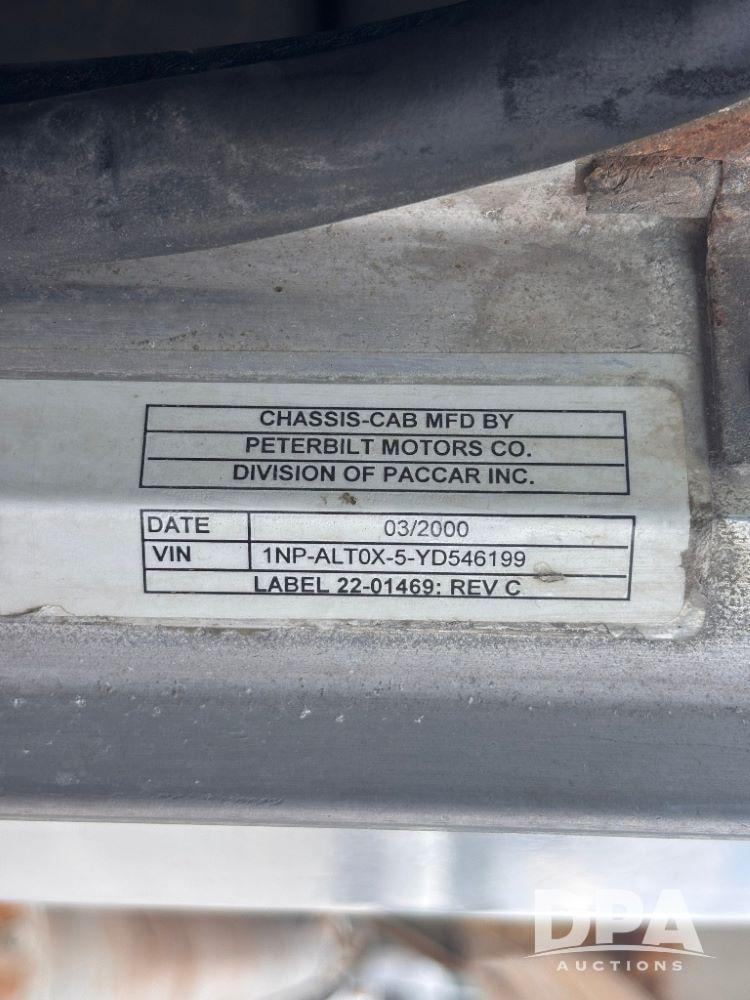 CHASSIS-CAB MFD BY
PETERBILT MOTORS CO.
DIVISION OF PACCAR INC.
DATE 03/2000
VIN 1NP-ALT0X-5-YD546199
LABEL 22-01469: REV C
DPA
AUCTIONS